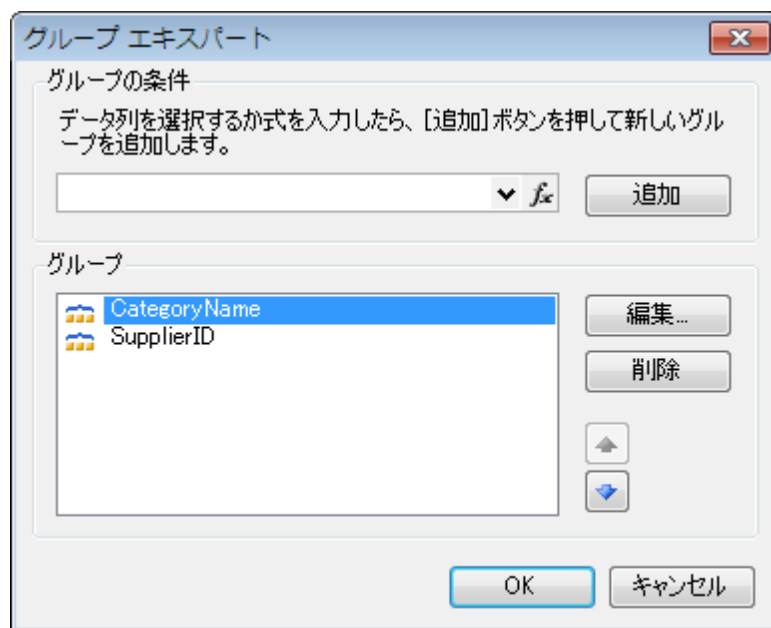 グループ エキスパート
グループの条件
データ列を選択するか式を入力したら、[追加]ボタンを押して新しいグル
ープを追加します。
fx
追加
グループ
CategoryName
編集...
SupplierID
削除
OK
キャンセル